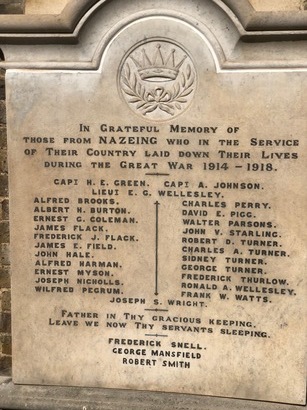 IN GRATEFUL MEMORY OF
THOSE FROM NAZEING WHO IN THE SERVICE
OF THEIR COUNTRY LAID DOWN THEIR LIVES
DURING THE GREAT WAR 1914-1918.
CAPT H. E. GREEN. CAPT A. JOHNSON.
LIEUT E. G. WELLESLEY.
ALFRED BROOKS.
ALBERT H. BURTON.
ERNEST G. COLEMAN.
JAMES FLACK.
FREDERICK J. FLACK.
JAMES E. FIELD.
JOHN HALE.
ALFRED HARMAN.
ERNEST MYSON.
JOSEPH NICHOLLS.
WILFRED PEGRUM.
CHARLES PERRY.
DAVID E. PIGG.
WALTER PARSONS.
JOHN V. STARLING.
ROBERT D. TURNER.
CHARLES A. TURNER.
SIDNEY TURNER.
GEORGE TURNER.
FREDERICK THURLOW.
RONALD A. WELLESLEY.
FRANK W. WATTS.
JOSEPH S. WRIGHT.
FATHER IN THY GRACIOUS KEEPING,
LEAVE WE NOW THY SERVANTS SLEEPING.
FREDERICK SNELL.
GEORGE MANSFIELD
ROBERT SMITH